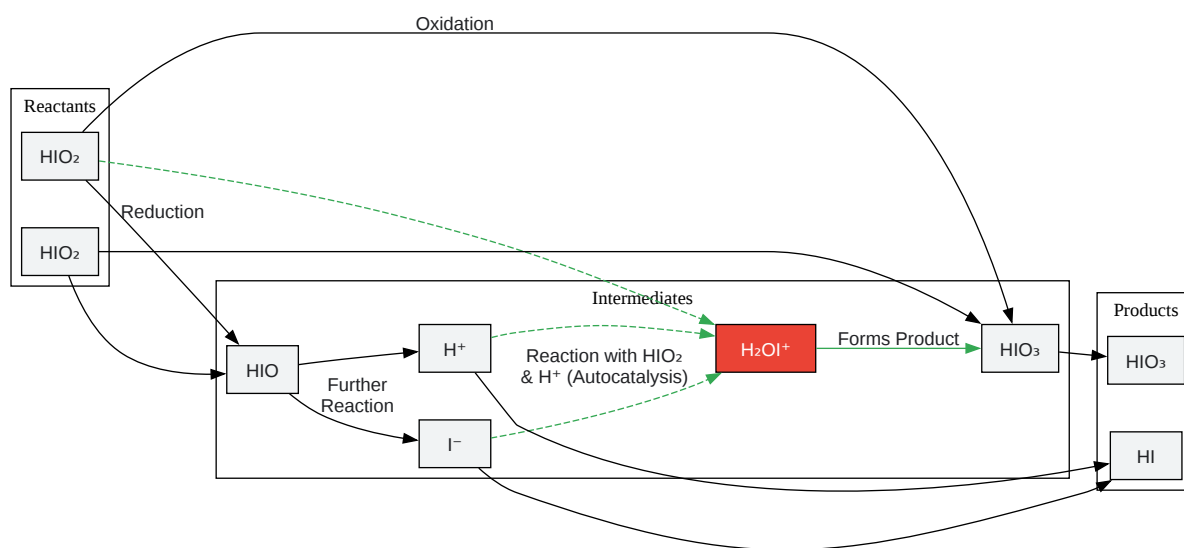 Oxidation
Reactants
HIO₂
Reduction
HIO₂
Intermediates
Products
H⁺
H₂OI⁺
Forms Product
HIO₃
HIO₃
HIO
Reaction with HIO₂
& H⁺ (Autocatalysis)
Further
Reaction
I⁻
HI